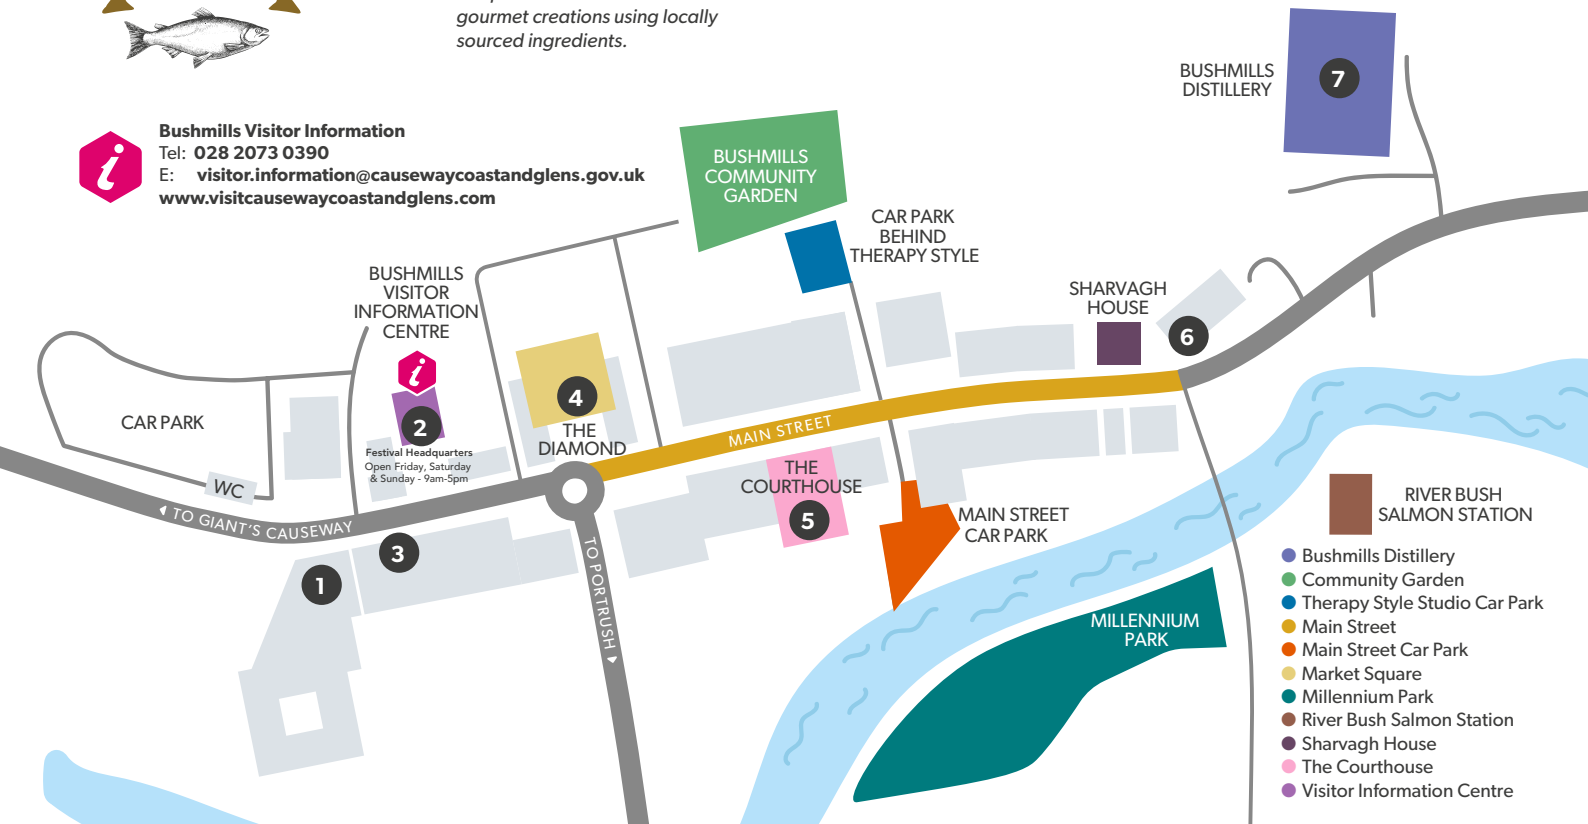 gourmet creations using locally
sourced ingredients.
Bushmills Visitor Information
Tel: 028 2073 0390
E: visitor.information@causewaycoastandglens.gov.uk
www.visitcausewaycoastandglens.com
BUSHMILLS
DISTILLERY
7
BUSHMILLS
COMMUNITY
GARDEN
CAR PARK
BEHIND
THERAPY STYLE
BUSHMILLS
VISITOR
INFORMATION
CENTRE
i
i
2
Festival Headquarters
Open Friday, Saturday
& Sunday - 9am-5pm
SHARVAGH
HOUSE
6
CAR PARK
WC
4
THE
DIAMOND
MAIN STREET
THE
COURTHOUSE
5
TO GIANT'S CAUSEWAY
3
1
TO PORTRUSH
MAIN STREET
CAR PARK
MILLENNIUM
PARK
RIVER BUSH
SALMON STATION
Bushmills Distillery
Community Garden
Therapy Style Studio Car Park
Main Street
Main Street Car Park
Market Square
Millennium Park
River Bush Salmon Station
Sharvagh House
The Courthouse
Visitor Information Centre